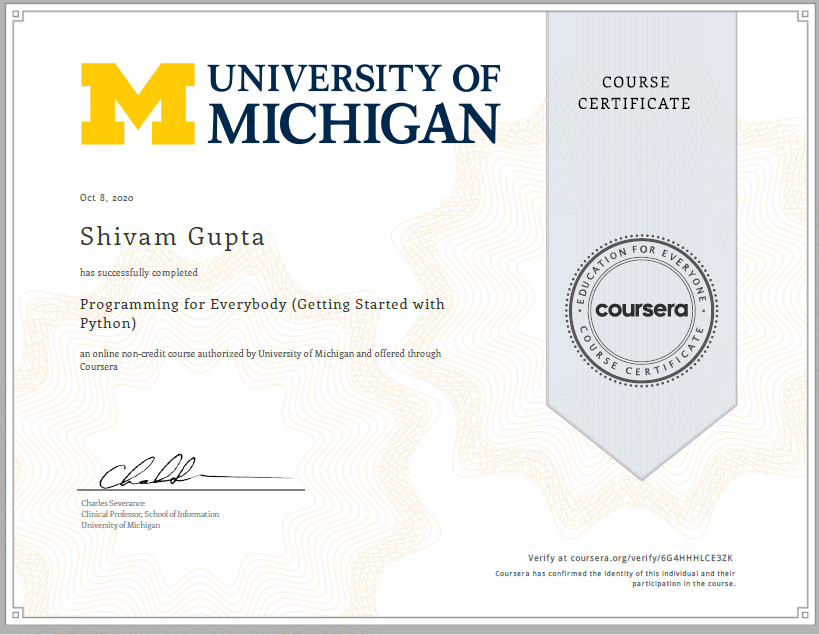 M
UNIVERSITY OF
MICHIGAN
COURSE
CERTIFICATE
Oct 8, 2020
Shivam Gupta
has successfully completed
Programming for Everybody (Getting Started with
Python)
an online non-credit course authorized by University of Michigan and offered through
Coursera
EDUCATION FOR EVERYONE
coursera
COURSE CERTIFICATE
Charles Severance
Clinical Professor, School of Information
University of Michigan
Verify at coursera.org/verify/6G4HHHLCE3ZK
Coursera has confirmed the identity of this individual and their
participation in the course.